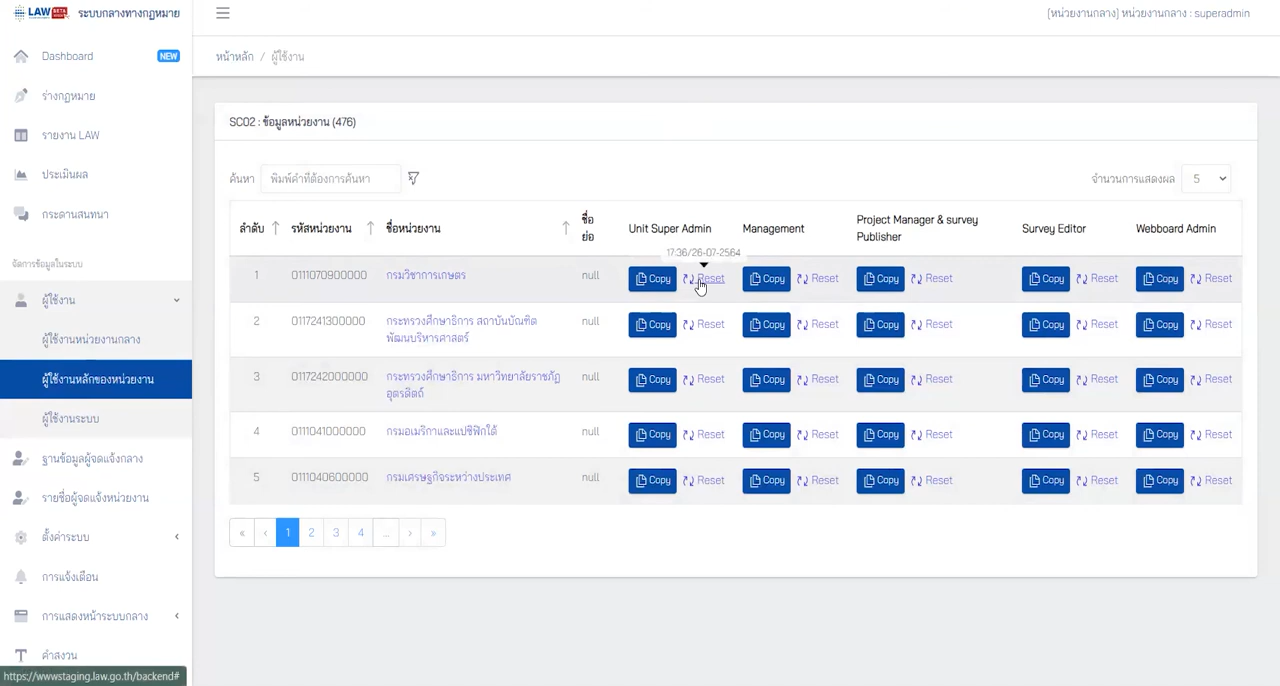 LAW BETA ระบบกลางทางกฎหมาย
[หน่วยงานกลาง] หน่วยงานกลาง : superadmin
Dashboard NEW
ร่างกฎหมาย
รายงาน LAW
ประเมินผล
กระดานสนทนา
จัดการข้อมูลในระบบ
ผู้ใช้งาน
ผู้ใช้งานหน่วยงานกลาง
ผู้ใช้งานหลักของหน่วยงาน
ผู้ใช้งานระบบ
ฐานข้อมูลผู้จดแจ้งกลาง
รายชื่อผู้จดแจ้งหน่วยงาน
ตั้งค่าระบบ
การแจ้งเตือน
การแสดงหน้าระบบกลาง
คำสงวน
https://wwwstaging.law.go.th/backend#
หน้าหลัก / ผู้ใช้งาน
SC02 : ข้อมูลหน่วยงาน (476)
ค้นหา พิมพ์คำที่ต้องการค้นหา จำนวนการแสดงผล 5
ลำดับ รหัสหน่วยงาน ชื่อหน่วยงาน ชื่อย่อ Unit Super Admin Management Project Manager & survey Publisher Survey Editor Webboard Admin
17:36/26-07-2564
1 0111070900000 กรมวิชาการเกษตร null Copy Reset Copy Reset Copy Reset Copy Reset Copy Reset
2 0117241300000 กระทรวงศึกษาธิการ สถาบันบัณฑิต null Copy Reset Copy Reset Copy Reset Copy Reset Copy Reset
พัฒนบริหารศาสตร์
3 0117242000000 กระทรวงศึกษาธิการ มหาวิทยาลัยราชภัฏ null Copy Reset Copy Reset Copy Reset Copy Reset Copy Reset
อุตรดิตถ์
4 0111041000000 กรมอเมริกาและแปซิฟิกใต้ null Copy Reset Copy Reset Copy Reset Copy Reset Copy Reset
5 0111040600000 กรมเศรษฐกิจระหว่างประเทศ null Copy Reset Copy Reset Copy Reset Copy Reset Copy Reset
« ‹ 1 2 3 4 ... › »